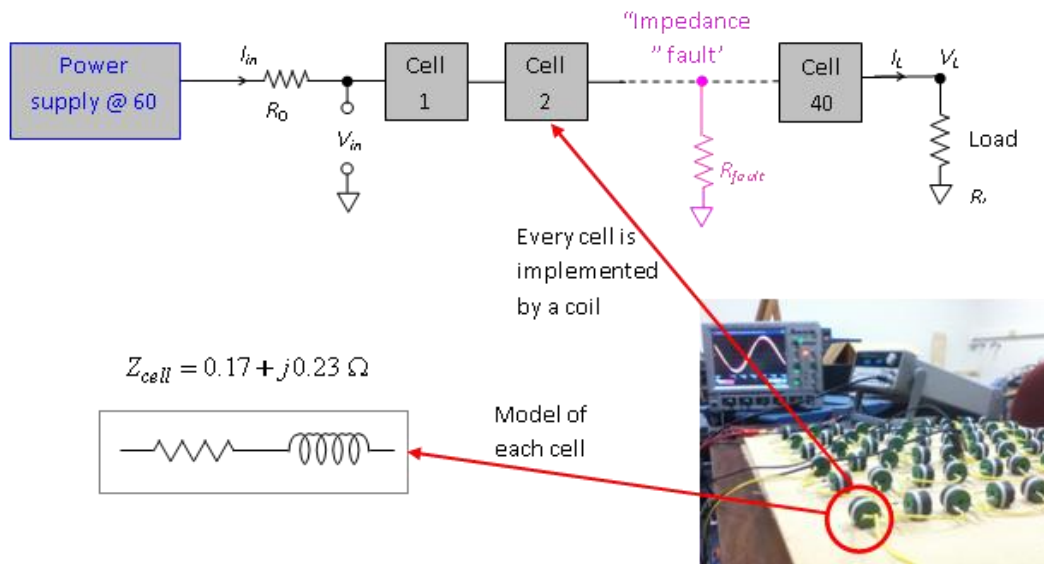 "Impedance
" fault'
Power
supply @ 60
I_in
R_0
V_in
Cell
1
Cell
2
Cell
40
I_L
V_L
R_fault
Load
Every cell is
implemented
by a coil
Z_cell = 0.17 + j0.23 Ω
Model of
each cell